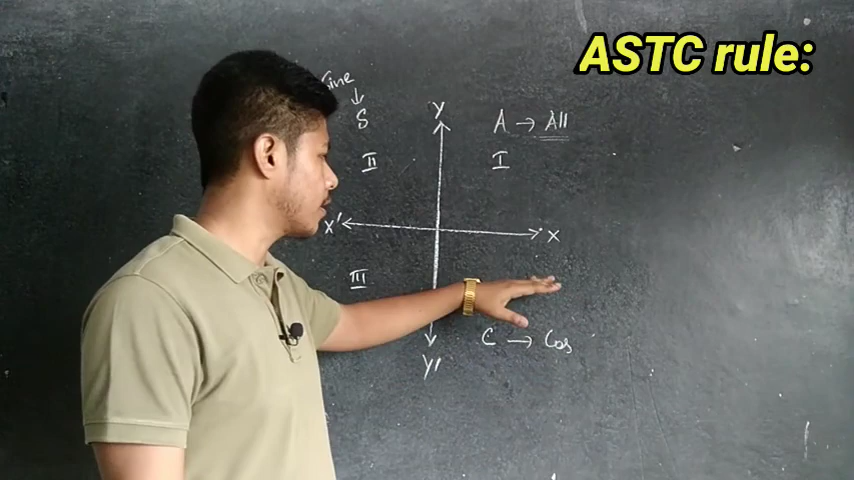 ASTC rule:
Sine
S
Y
A → All
II
I
X'
X
III
C → Cos
Y'